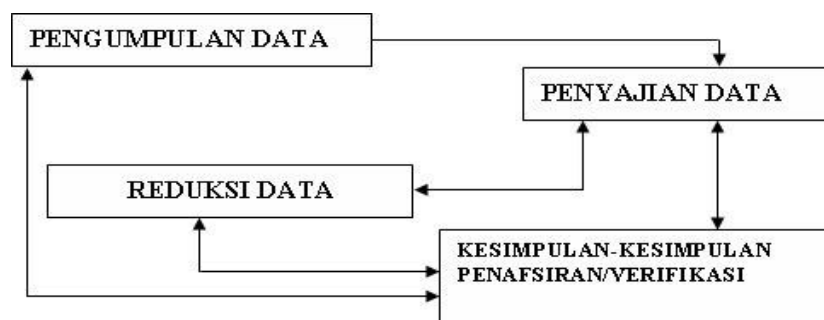 PENGUMPULAN DATA
PENYAJIAN DATA
REDUKSI DATA
KESIMPULAN-KESIMPULAN
PENAFSIRAN/VERIFIKASI